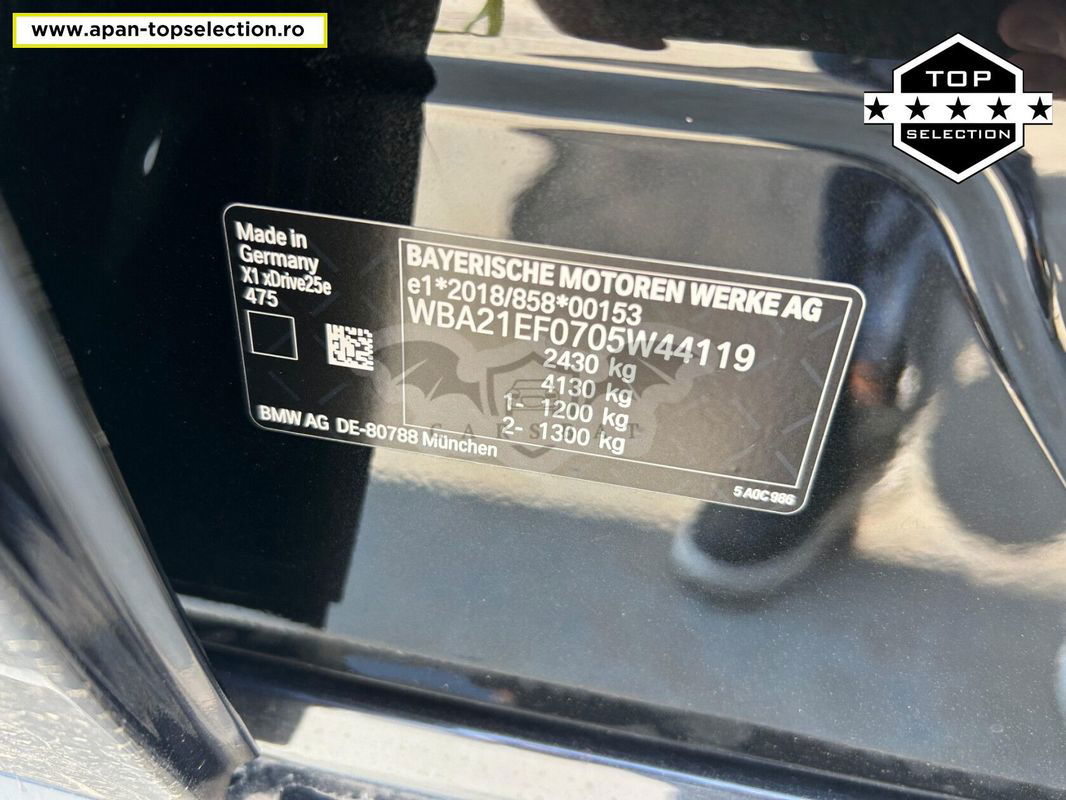 www.apan-topselection.ro
TOP
SELECTION
Made in
Germany
X1 xDrive25e
475
BMW AG DE-80788 München
BAYERISCHE MOTOREN WERKE AG
e1*2018/858*00153
WBA21EF0705W44119
2430 kg
4130 kg
1- 1200 kg
2- 1300 kg
5 A0C 986